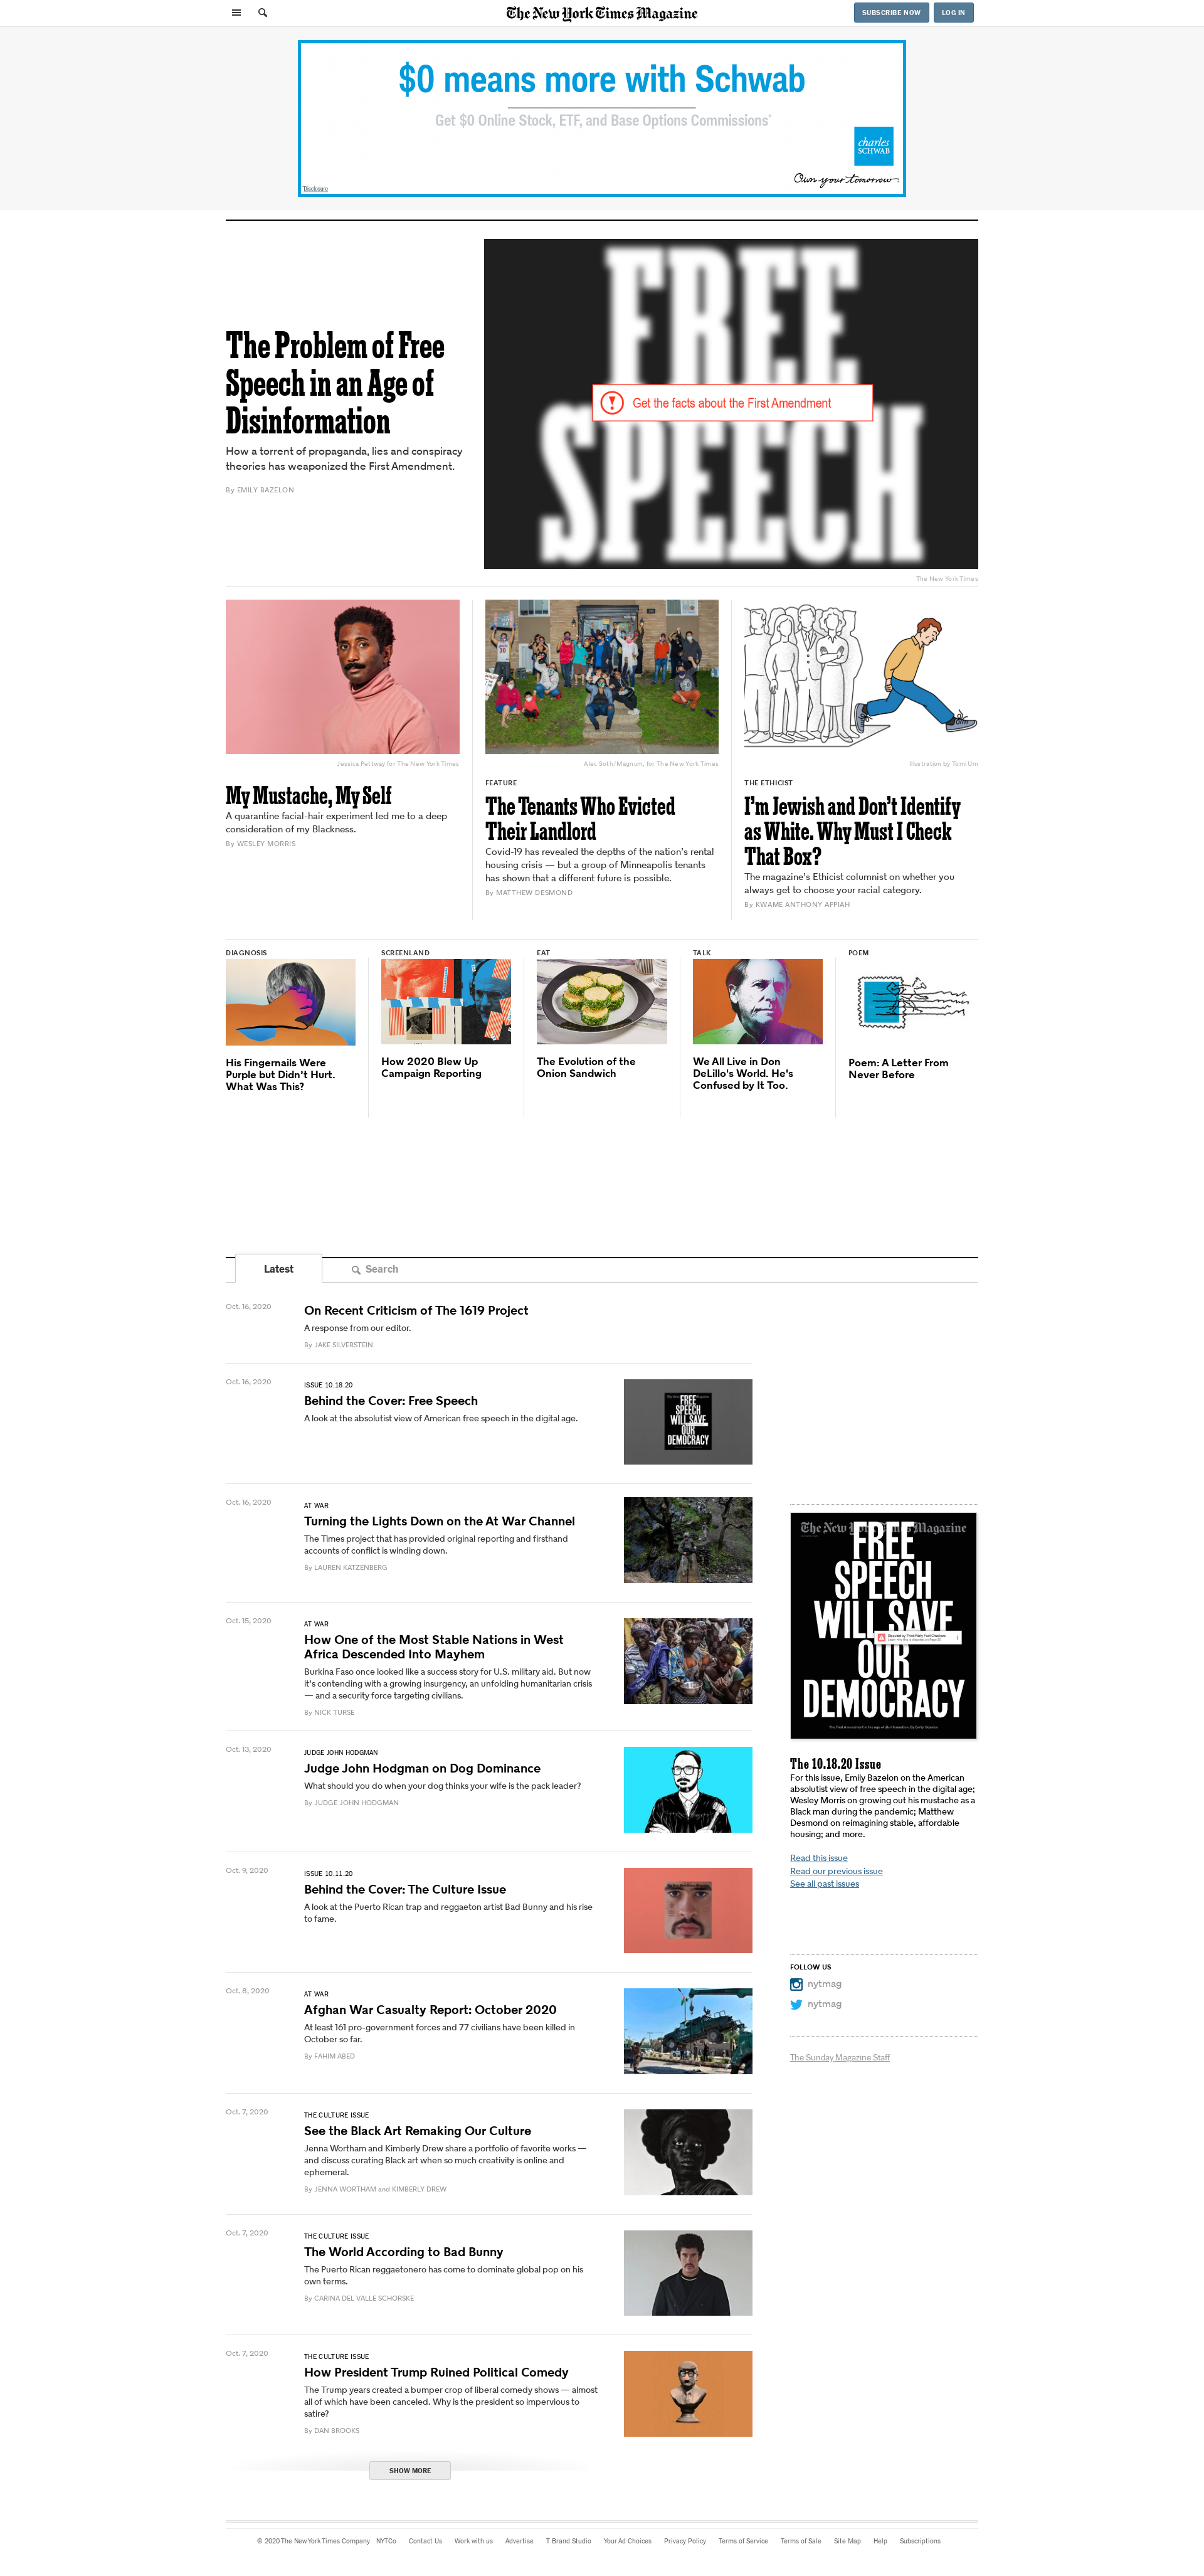 The New York Times Magazine
SUBSCRIBE NOW
LOG IN
$0 means more with Schwab
Get $0 Online Stock, ETF, and Base Options Commissions*
charles
SCHWAB
Own your tomorrow
*Disclosure
The Problem of Free
Speech in an Age of
Disinformation
How a torrent of propaganda, lies and conspiracy
theories has weaponized the First Amendment.
By EMILY BAZELON
FREE
SPEECH
Get the facts about the First Amendment
The New York Times
Jessica Pettway for The New York Times
My Mustache, My Self
A quarantine facial-hair experiment led me to a deep
consideration of my Blackness.
By WESLEY MORRIS
Alec Soth/Magnum, for The New York Times
FEATURE
The Tenants Who Evicted
Their Landlord
Covid-19 has revealed the depths of the nation's rental
housing crisis — but a group of Minneapolis tenants
has shown that a different future is possible.
By MATTHEW DESMOND
Illustration by Tomi Um
THE ETHICIST
I'm Jewish and Don't Identify
as White. Why Must I Check
That Box?
The magazine's Ethicist columnist on whether you
always get to choose your racial category.
By KWAME ANTHONY APPIAH
DIAGNOSIS
His Fingernails Were
Purple but Didn't Hurt.
What Was This?
SCREENLAND
How 2020 Blew Up
Campaign Reporting
EAT
The Evolution of the
Onion Sandwich
TALK
We All Live in Don
DeLillo's World. He's
Confused by It Too.
POEM
Poem: A Letter From
Never Before
Latest
Search
Oct. 16, 2020
On Recent Criticism of The 1619 Project
A response from our editor.
By JAKE SILVERSTEIN
Oct. 16, 2020
ISSUE 10.18.20
Behind the Cover: Free Speech
A look at the absolutist view of American free speech in the digital age.
FREE
SPEECH
WILL SAVE
OUR
DEMOCRACY
Oct. 16, 2020
AT WAR
Turning the Lights Down on the At War Channel
The Times project that has provided original reporting and firsthand
accounts of conflict is winding down.
By LAUREN KATZENBERG
Oct. 15, 2020
AT WAR
How One of the Most Stable Nations in West
Africa Descended Into Mayhem
Burkina Faso once looked like a success story for U.S. military aid. But now
it's contending with a growing insurgency, an unfolding humanitarian crisis
— and a security force targeting civilians.
By NICK TURSE
Oct. 13, 2020
JUDGE JOHN HODGMAN
Judge John Hodgman on Dog Dominance
What should you do when your dog thinks your wife is the pack leader?
By JUDGE JOHN HODGMAN
Oct. 9, 2020
ISSUE 10.11.20
Behind the Cover: The Culture Issue
A look at the Puerto Rican trap and reggaeton artist Bad Bunny and his rise
to fame.
Oct. 8, 2020
AT WAR
Afghan War Casualty Report: October 2020
At least 161 pro-government forces and 77 civilians have been killed in
October so far.
By FAHIM ABED
Oct. 7, 2020
THE CULTURE ISSUE
See the Black Art Remaking Our Culture
Jenna Wortham and Kimberly Drew share a portfolio of favorite works —
and discuss curating Black art when so much creativity is online and
ephemeral.
By JENNA WORTHAM and KIMBERLY DREW
Oct. 7, 2020
THE CULTURE ISSUE
The World According to Bad Bunny
The Puerto Rican reggaetonero has come to dominate global pop on his
own terms.
By CARINA DEL VALLE SCHORSKE
Oct. 7, 2020
THE CULTURE ISSUE
How President Trump Ruined Political Comedy
The Trump years created a bumper crop of liberal comedy shows — almost
all of which have been canceled. Why is the president so impervious to
satire?
By DAN BROOKS
SHOW MORE
The New York Times Magazine
FREE
SPEECH
WILL SAVE
OUR
DEMOCRACY
The 10.18.20 Issue
For this issue, Emily Bazelon on the American
absolutist view of free speech in the digital age;
Wesley Morris on growing out his mustache as a
Black man during the pandemic; Matthew
Desmond on reimagining stable, affordable
housing; and more.
Read this issue
Read our previous issue
See all past issues
FOLLOW US
nytmag
nytmag
The Sunday Magazine Staff
© 2020 The New York Times Company NYTCo Contact Us Work with us Advertise T Brand Studio Your Ad Choices Privacy Policy Terms of Service Terms of Sale Site Map Help Subscriptions